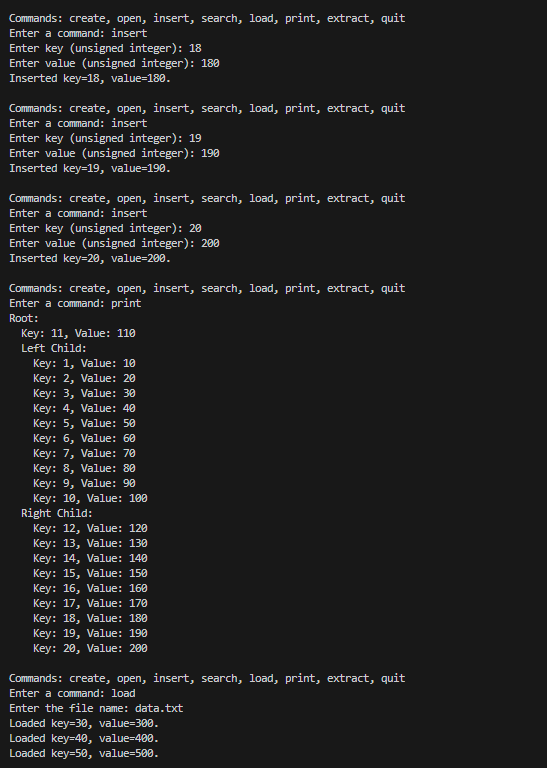 Commands: create, open, insert, search, load, print, extract, quit
Enter a command: insert
Enter key (unsigned integer): 18
Enter value (unsigned integer): 180
Inserted key=18, value=180.

Commands: create, open, insert, search, load, print, extract, quit
Enter a command: insert
Enter key (unsigned integer): 19
Enter value (unsigned integer): 190
Inserted key=19, value=190.

Commands: create, open, insert, search, load, print, extract, quit
Enter a command: insert
Enter key (unsigned integer): 20
Enter value (unsigned integer): 200
Inserted key=20, value=200.

Commands: create, open, insert, search, load, print, extract, quit
Enter a command: print
Root:
  Key: 11, Value: 110
  Left Child:
    Key: 1, Value: 10
    Key: 2, Value: 20
    Key: 3, Value: 30
    Key: 4, Value: 40
    Key: 5, Value: 50
    Key: 6, Value: 60
    Key: 7, Value: 70
    Key: 8, Value: 80
    Key: 9, Value: 90
    Key: 10, Value: 100
  Right Child:
    Key: 12, Value: 120
    Key: 13, Value: 130
    Key: 14, Value: 140
    Key: 15, Value: 150
    Key: 16, Value: 160
    Key: 17, Value: 170
    Key: 18, Value: 180
    Key: 19, Value: 190
    Key: 20, Value: 200

Commands: create, open, insert, search, load, print, extract, quit
Enter a command: load
Enter the file name: data.txt
Loaded key=30, value=300.
Loaded key=40, value=400.
Loaded key=50, value=500.